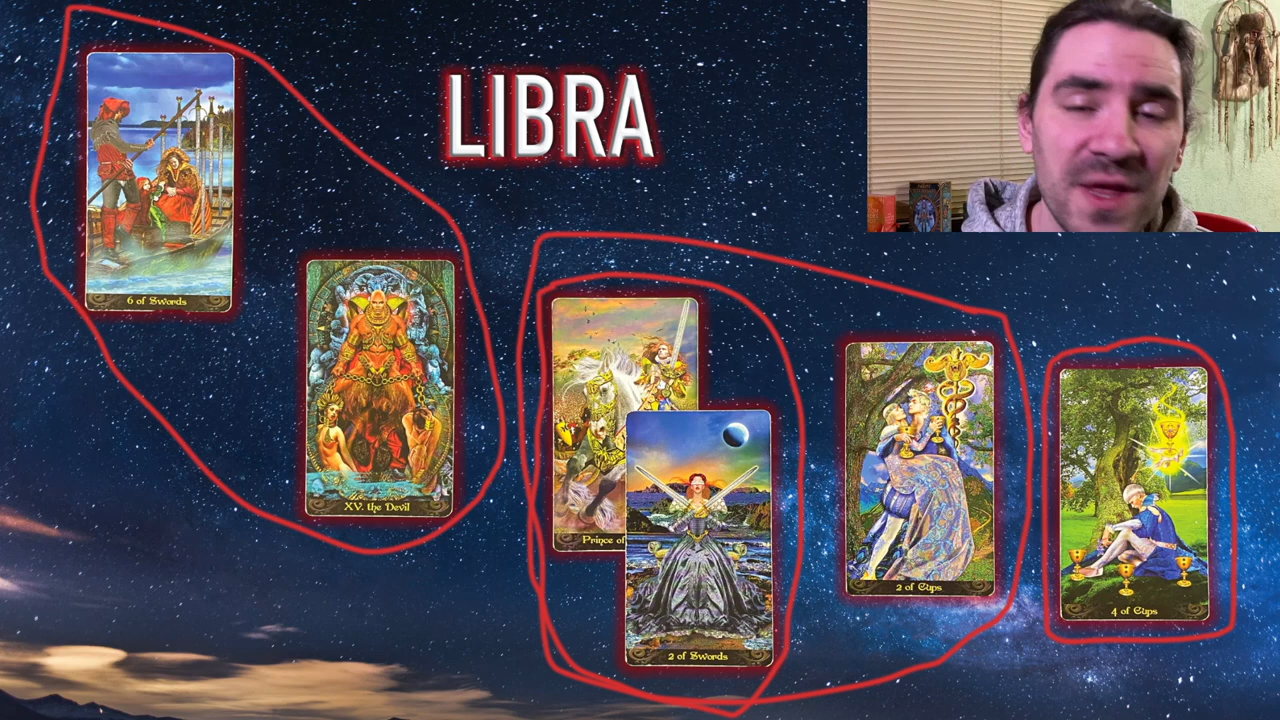 LIBRA
6 of Swords
XV. the Devil
Prince of
2 of Swords
2 of Cups
4 of Cups